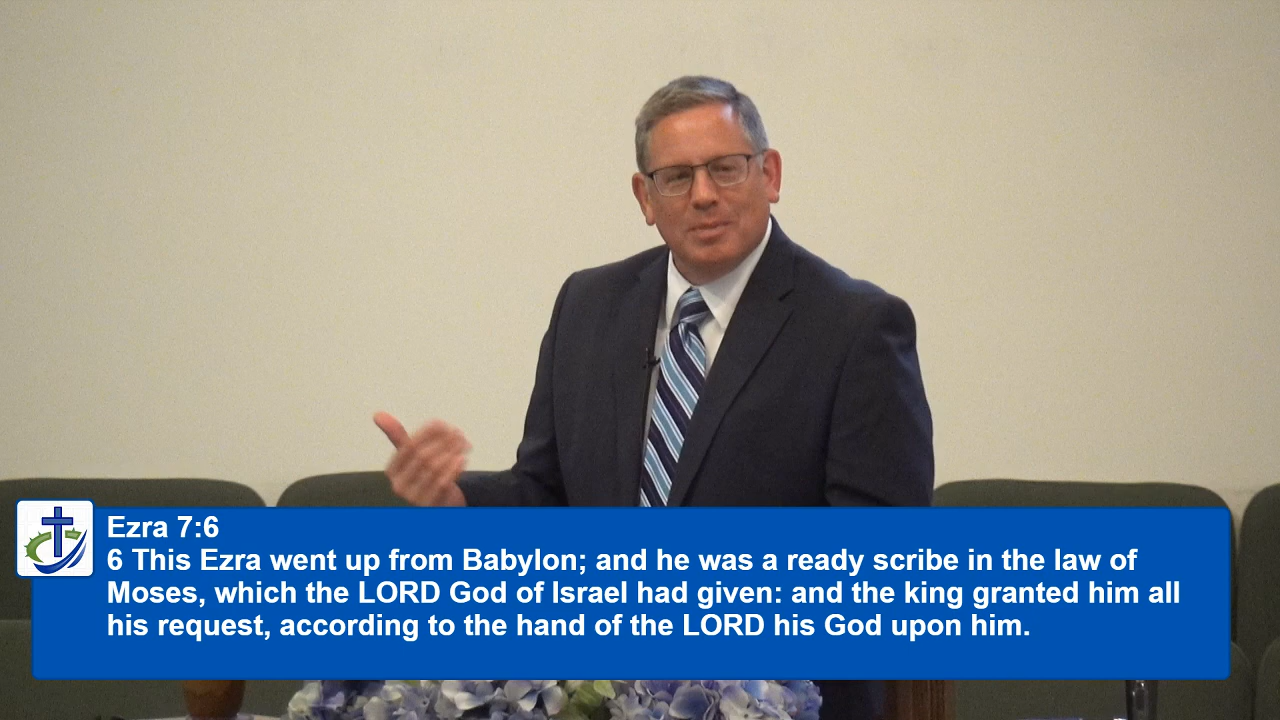 Ezra 7:6
6 This Ezra went up from Babylon; and he was a ready scribe in the law of
Moses, which the LORD God of Israel had given: and the king granted him all
his request, according to the hand of the LORD his God upon him.